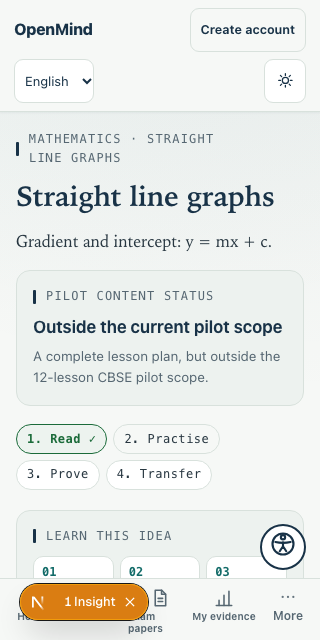 OpenMind
Create account
English
MATHEMATICS · STRAIGHT
LINE GRAPHS
Straight line graphs
Gradient and intercept: y = mx + c.
PILOT CONTENT STATUS
Outside the current pilot scope
A complete lesson plan, but outside the
12-lesson CBSE pilot scope.
1. Read ✓
2. Practise
3. Prove
4. Transfer
LEARN THIS IDEA
01
02
03
N
1 Insight
papers
My evidence
More